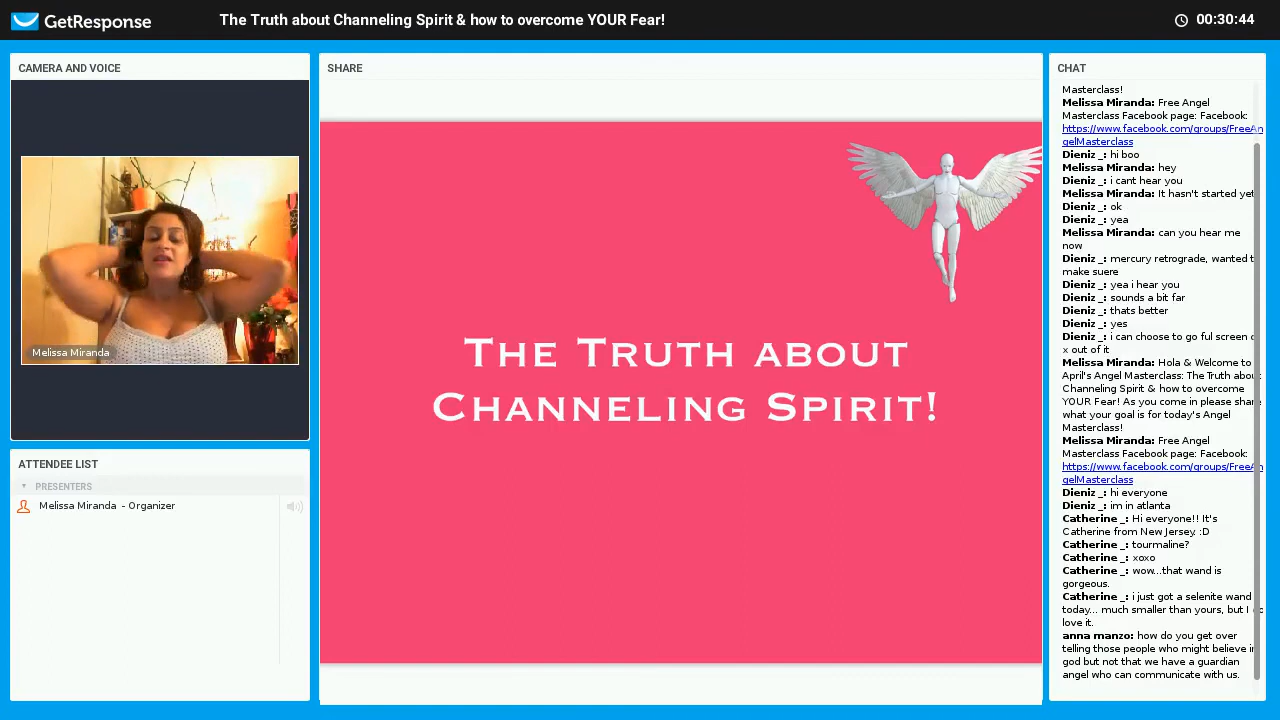 GetResponse
The Truth about Channeling Spirit & how to overcome YOUR Fear!
00:30:44
CAMERA AND VOICE
Melissa Miranda
ATTENDEE LIST
PRESENTERS
Melissa Miranda - Organizer
SHARE
THE TRUTH ABOUT
CHANNELING SPIRIT!
CHAT
Masterclass!
Melissa Miranda: Free Angel
Masterclass Facebook page: Facebook:
https://www.facebook.com/groups/FreeAn
gelMasterclass
Dieniz _: hi boo
Melissa Miranda: hey
Dieniz _: i cant hear you
Melissa Miranda: It hasn't started yet
Dieniz _: ok
Dieniz _: yea
Melissa Miranda: can you hear me
now
Dieniz _: mercury retrograde, wanted t
make suere
Dieniz _: yea i hear you
Dieniz _: sounds a bit far
Dieniz _: thats better
Dieniz _: yes
Dieniz _: i can choose to go ful screen o
x out of it
Melissa Miranda: Hola & Welcome to
April's Angel Masterclass: The Truth abou
Channeling Spirit & how to overcome
YOUR Fear! As you come in please share
what your goal is for today's Angel
Masterclass!
Melissa Miranda: Free Angel
Masterclass Facebook page: Facebook:
https://www.facebook.com/groups/FreeAn
gelMasterclass
Dieniz _: hi everyone
Dieniz _: im in atlanta
Catherine _: Hi everyone!! It's
Catherine from New Jersey. :D
Catherine _: tourmaline?
Catherine _: xoxo
Catherine _: wow...that wand is
gorgeous.
Catherine _: i just got a selenite wand
today... much smaller than yours, but I
love it.
anna manzo: how do you get over
telling those people who might believe in
god but not that we have a guardian
angel who can communicate with us.